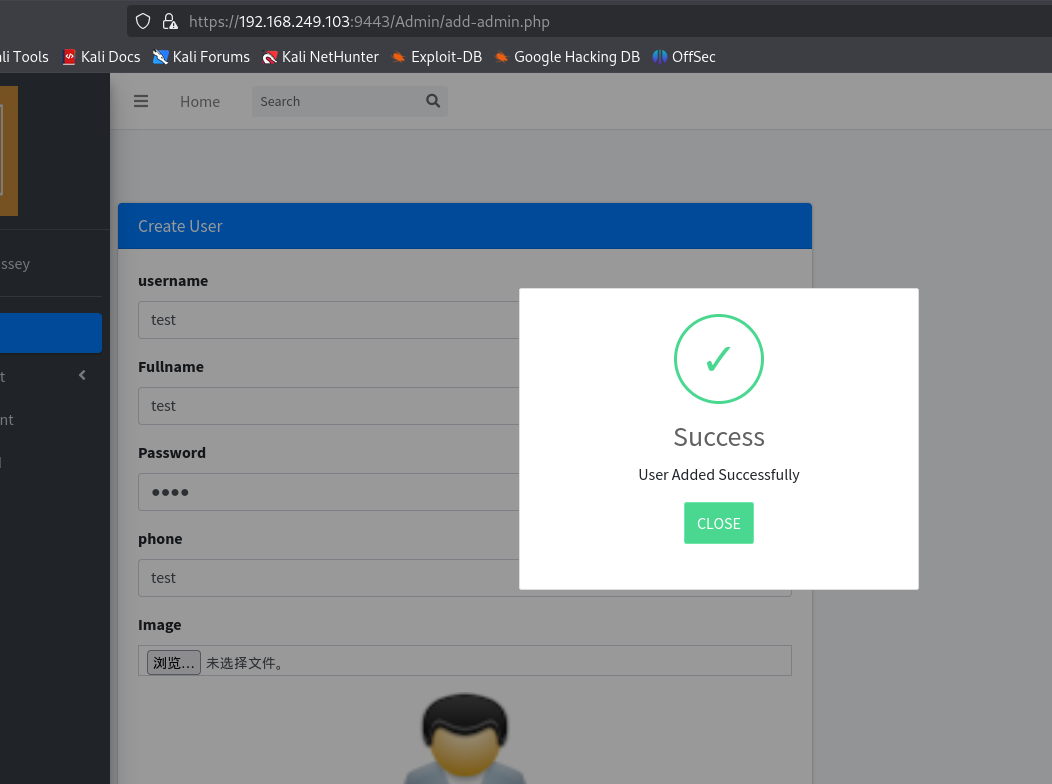 https://192.168.249.103:9443/Admin/add-admin.php
ali Tools Kali Docs Kali Forums Kali NetHunter Exploit-DB Google Hacking DB OffSec
Home Search
Create User
ssey
username
test
Fullname
test
t
nt
Password
●●●●
phone
test
Image
浏览… 未选择文件。
✓
Success
User Added Successfully
CLOSE